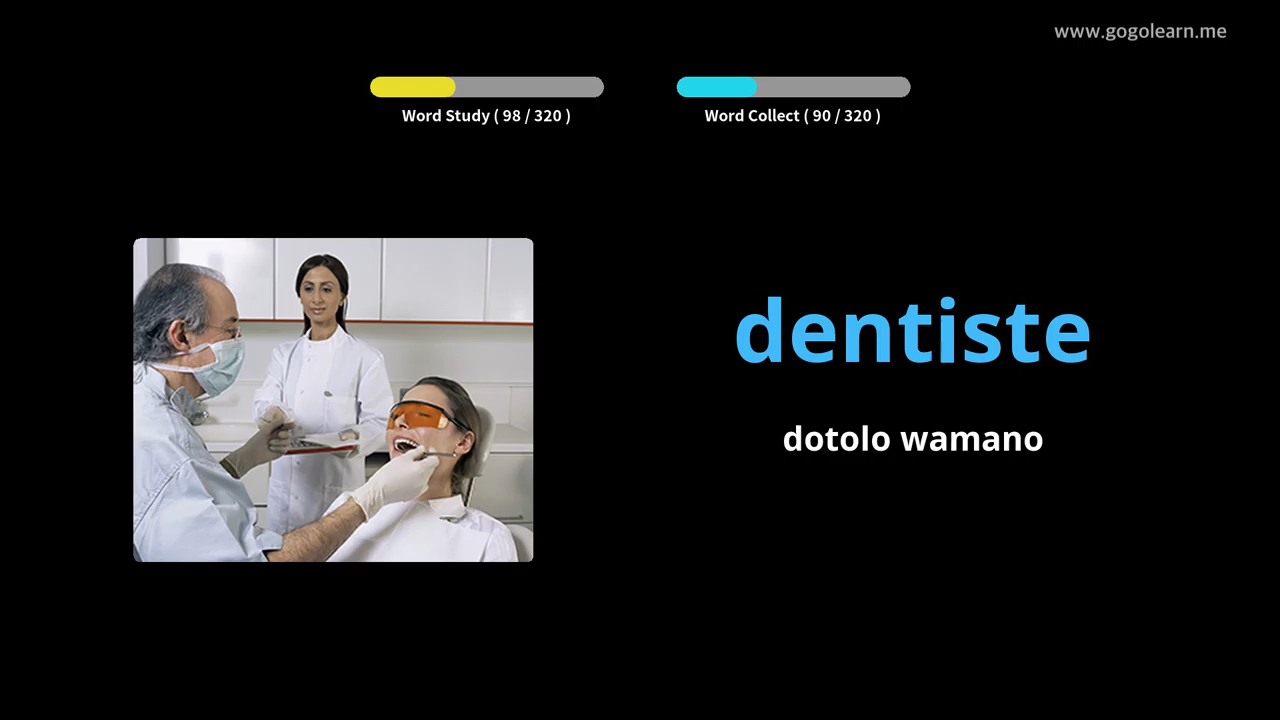 www.gogolearn.me
Word Study ( 98 / 320 )
Word Collect ( 90 / 320 )
dentiste
dotolo wamano